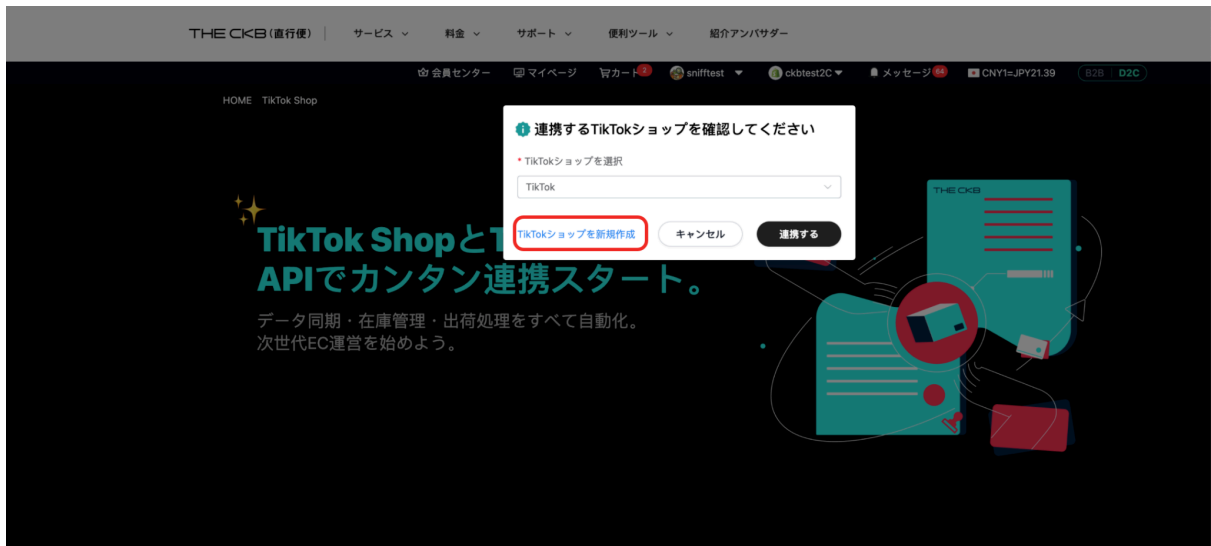 THE CKB(直行便) サービス 料金 サポート 便利ツール 紹介アンバサダー
会員センター マイページ カート 2 snifftest ckbtest2C メッセージ 64 CNY1=JPY21.39 B2B D2C
HOME TikTok Shop
連携するTikTokショップを確認してください
* TikTokショップを選択
TikTok
TikTokショップを新規作成 キャンセル 連携する
THE CKB
TikTok Shopと
APIでカンタン連携スタート。
データ同期・在庫管理・出荷処理をすべて自動化。
次世代EC運営を始めよう。